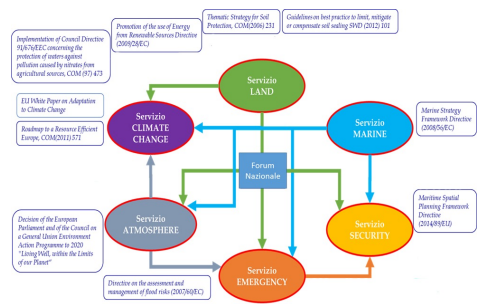 Implementation of Council Directive
91/676/EEC concerning the
protection of waters against
pollution caused by nitrates from
agricultural sources, COM (97) 473
Promotion of the use of Energy
from Renewable Sources Directive
(2009/28/EC)
Thematic Strategy for Soil
Protection, COM(2006) 231
Guidelines on best practice to limit, mitigate
or compensate soil sealing SWD (2012) 101
EU White Paper on Adaptation
to Climate Change
Roadmap to a Resource Efficient
Europe, COM(2011) 571
Servizio
LAND
Servizio
CLIMATE
CHANGE
Servizio
MARINE
Marine Strategy
Framework Directive
(2008/56/EC)
Forum
Nazionale
Servizio
ATMOSPHERE
Servizio
SECURITY
Maritime Spatial
Planning Framework
Directive
(2014/89/EU)
Decision of the European
Parliament and of the Council on
a General Union Environment
Action Programme to 2020
"Living Well, within the Limits
of our Planet"
Directive on the assessment and
management of flood risks (2007/60/EC)
Servizio
EMERGENCY